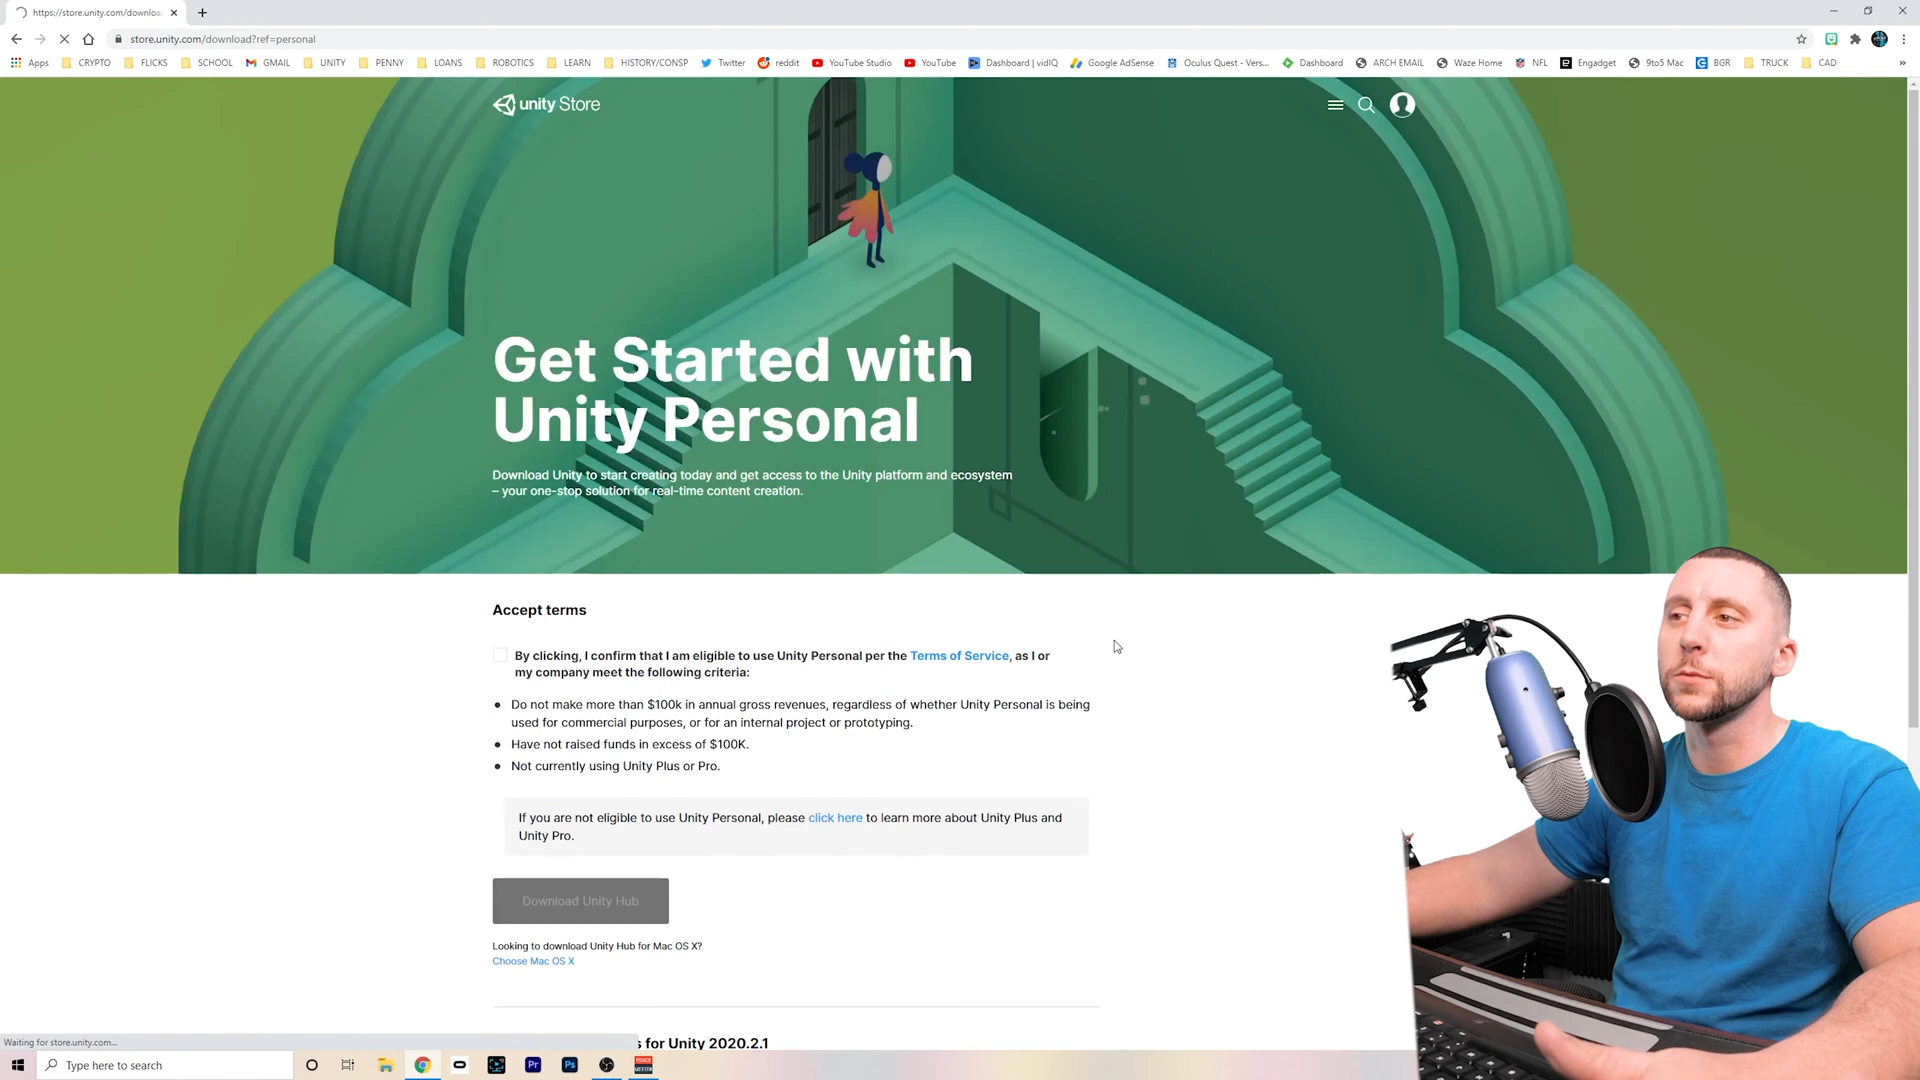 https://store.unity.com/downloa
store.unity.com/download?ref=personal
Apps CRYPTO FLICKS SCHOOL GMAIL UNITY PENNY LOANS ROBOTICS LEARN HISTORY/CONSP Twitter reddit YouTube Studio YouTube Dashboard | vidIQ Google AdSense Oculus Quest - Vers... Dashboard ARCH EMAIL Waze Home NFL Engadget 9to5 Mac BGR TRUCK CAD »
unity Store
Get Started with
Unity Personal
Download Unity to start creating today and get access to the Unity platform and ecosystem
– your one-stop solution for real-time content creation.
Accept terms
By clicking, I confirm that I am eligible to use Unity Personal per the Terms of Service, as I or
my company meet the following criteria:
• Do not make more than $100k in annual gross revenues, regardless of whether Unity Personal is being
used for commercial purposes, or for an internal project or prototyping.
• Have not raised funds in excess of $100K.
• Not currently using Unity Plus or Pro.
If you are not eligible to use Unity Personal, please click here to learn more about Unity Plus and
Unity Pro.
Download Unity Hub
Looking to download Unity Hub for Mac OS X?
Choose Mac OS X
s for Unity 2020.2.1
Waiting for store.unity.com...
Type here to search
Pr
Ps